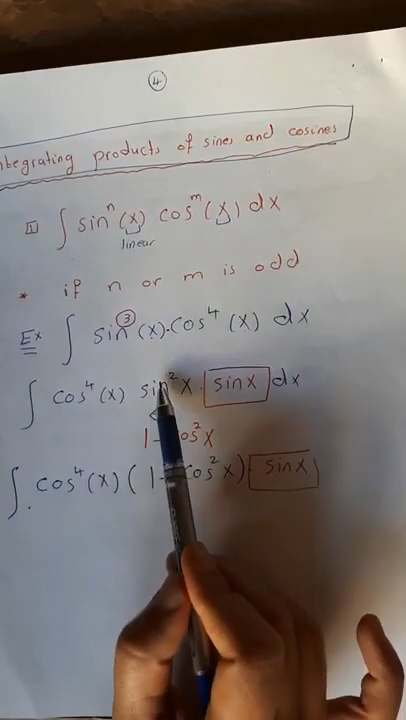 ④
Integrating products of sines and cosines
① ∫ sinⁿ(x) cosᵐ(x) dx
linear
* if n or m is odd
Ex ∫ sin³(x)·cos⁴(x) dx
∫ cos⁴(x) sin²x · sinx dx
1-cos²x
∫ cos⁴(x) (1-cos²x) sinx